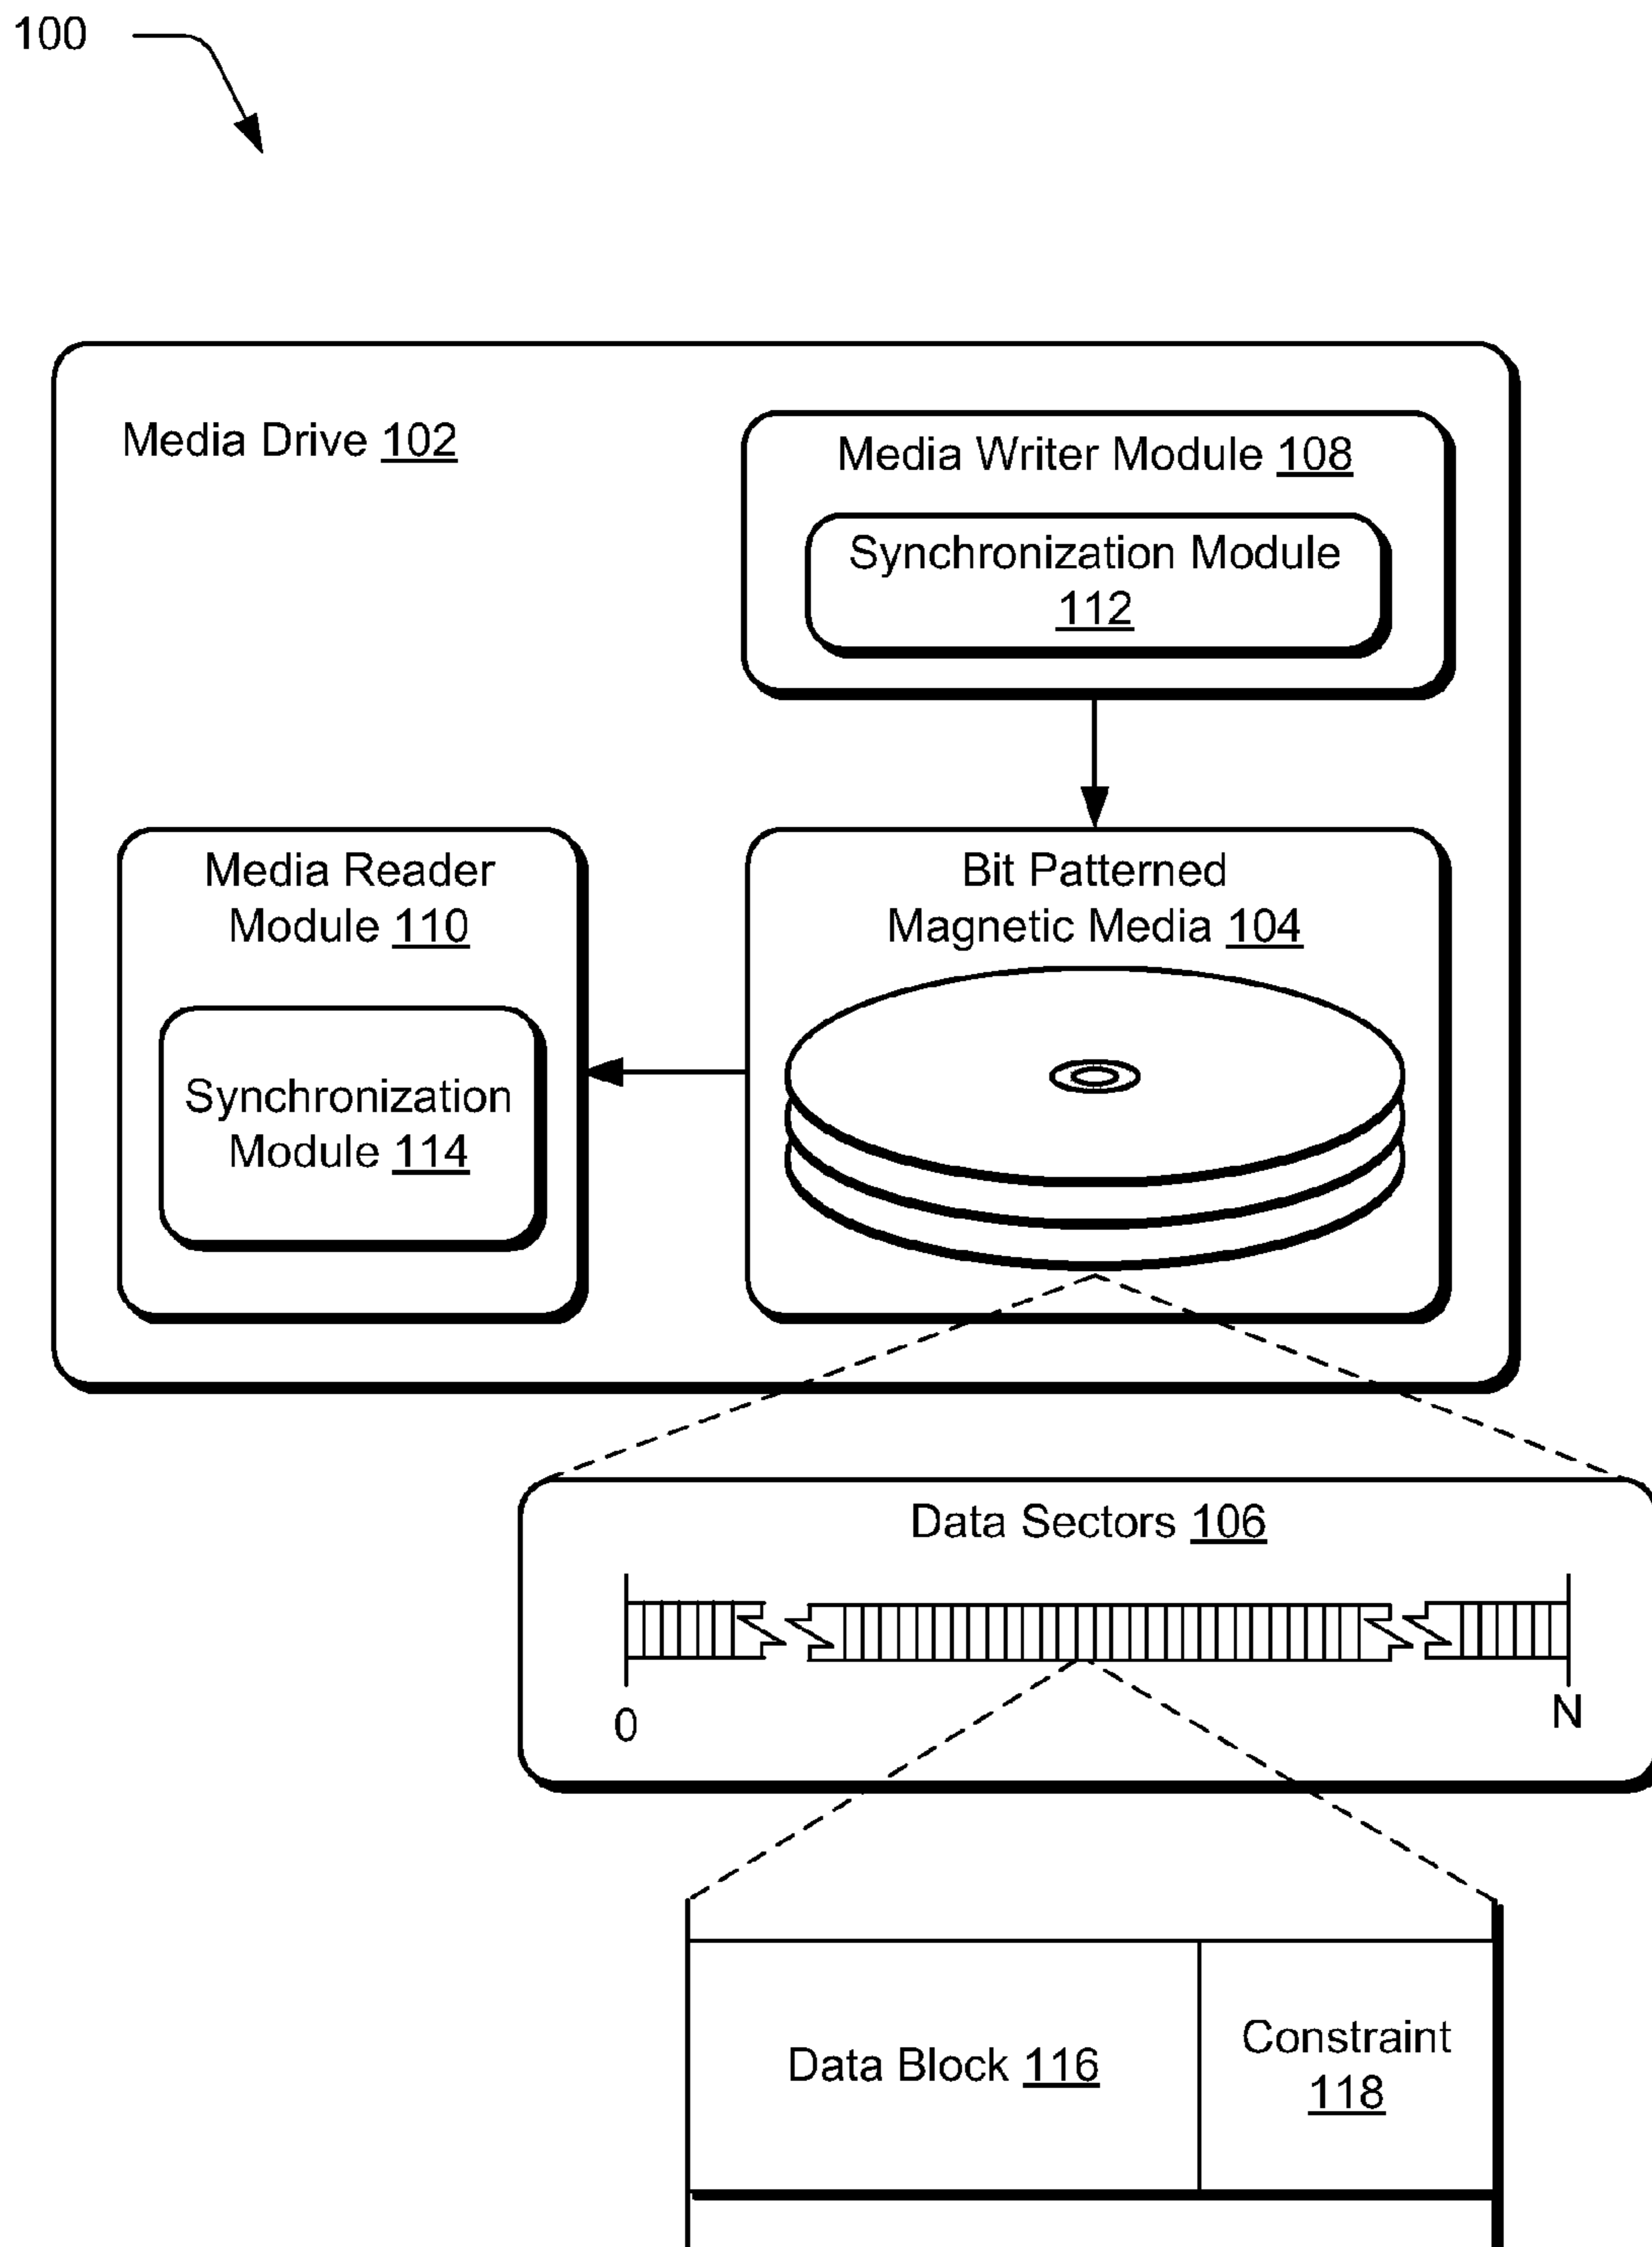 100
Media Drive 102
Media Writer Module 108
Synchronization Module
112
Media Reader
Module 110
Synchronization
Module 114
Bit Patterned
Magnetic Media 104
Data Sectors 106
0
N
Data Block 116
Constraint
118